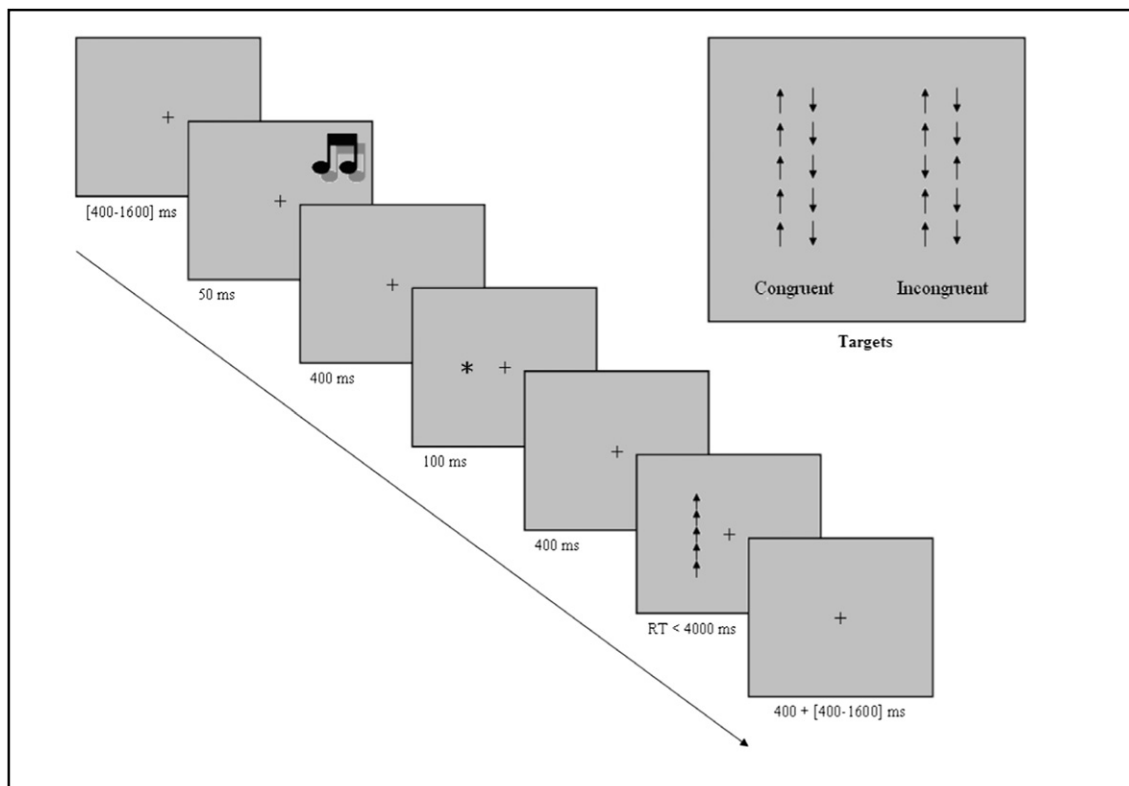 [400-1600] ms
50 ms
400 ms
100 ms
400 ms
RT < 4000 ms
400 + [400-1600] ms
Congruent Incongruent
Targets